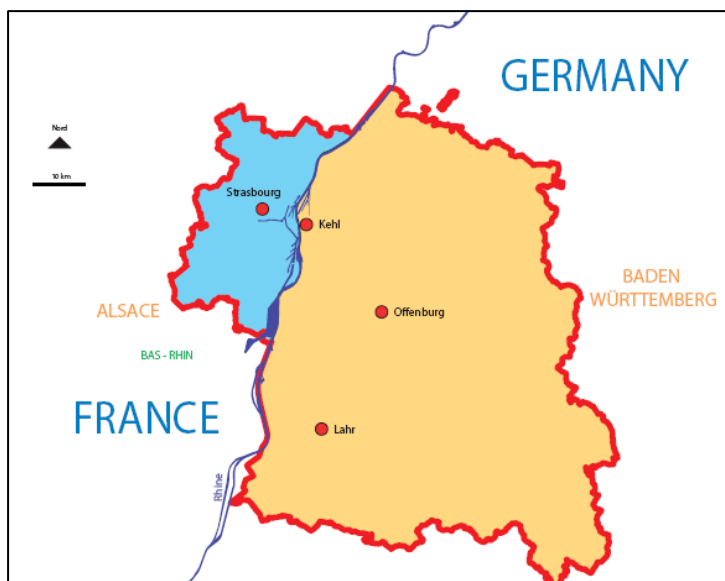 GERMANY
Nord
10 km
Strasbourg
Kehl
BADEN
WÜRTTEMBERG
ALSACE
Offenburg
BAS - RHIN
FRANCE
Lahr
Rhine